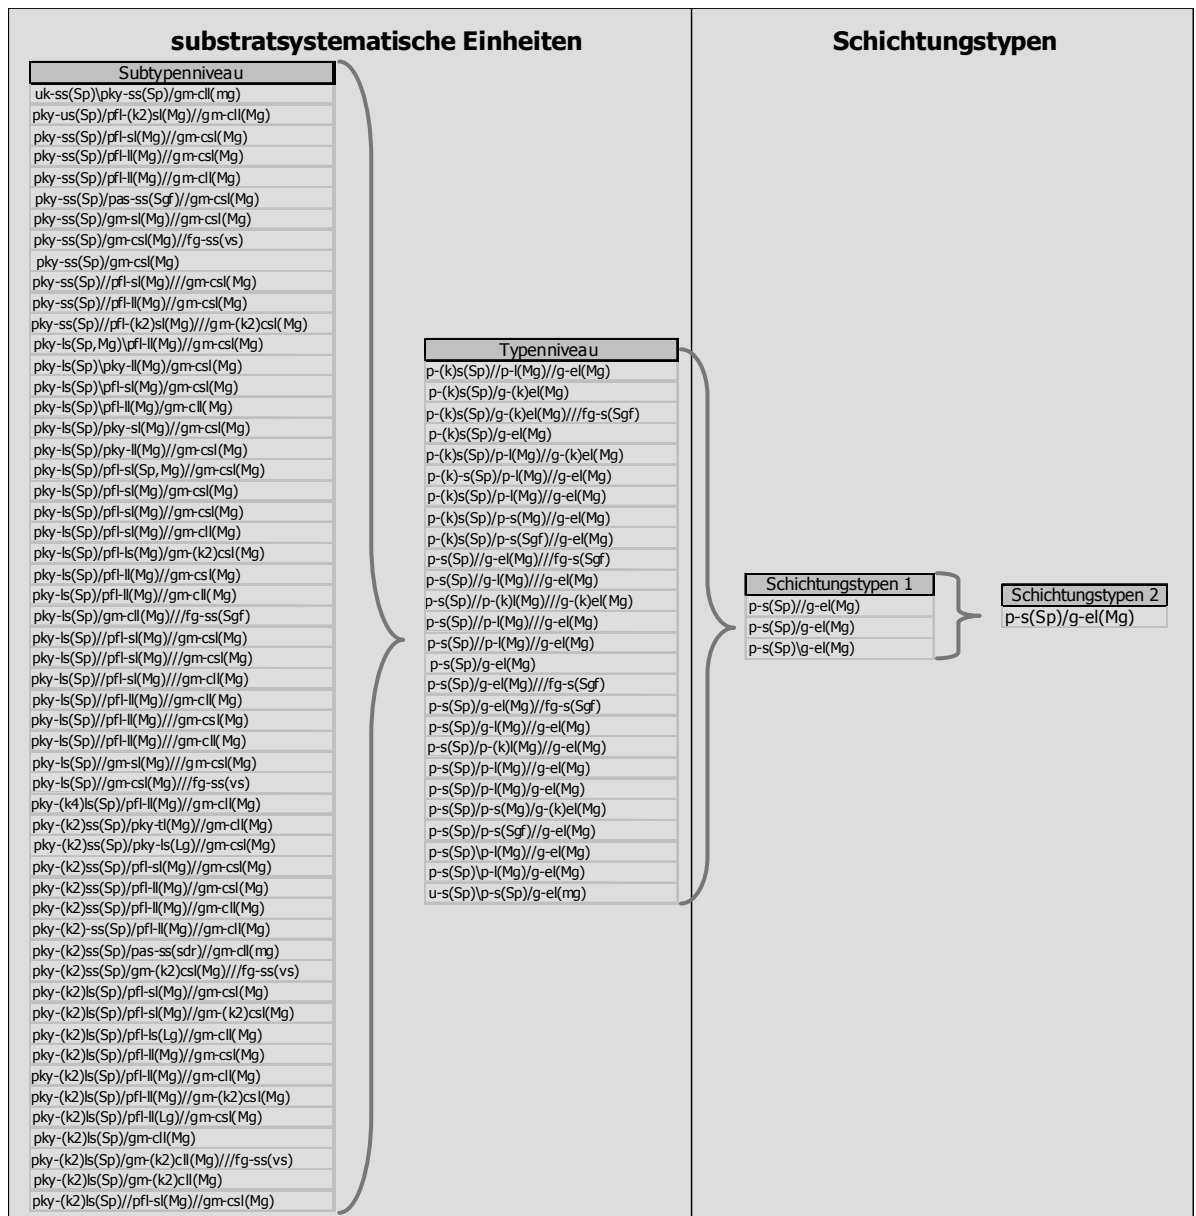 substratsystematische Einheiten
Schichtungstypen
Subtypenniveau
uk-ss(Sp)\pky-ss(Sp)/gm-cll(mg)
pky-us(Sp)/pfl-(k2)sl(Mg)//gm-cll(Mg)
pky-ss(Sp)/pfl-sl(Mg)//gm-csl(Mg)
pky-ss(Sp)/pfl-ll(Mg)//gm-csl(Mg)
pky-ss(Sp)/pfl-ll(Mg)//gm-cll(Mg)
pky-ss(Sp)/pas-ss(Sgf)//gm-csl(Mg)
pky-ss(Sp)/gm-sl(Mg)//gm-csl(Mg)
pky-ss(Sp)/gm-csl(Mg)//fg-ss(vs)
pky-ss(Sp)/gm-csl(Mg)
pky-ss(Sp)//pfl-sl(Mg)///gm-csl(Mg)
pky-ss(Sp)//pfl-ll(Mg)//gm-csl(Mg)
pky-ss(Sp)//pfl-(k2)sl(Mg)///gm-(k2)csl(Mg)
pky-ls(Sp,Mg)\pfl-ll(Mg)//gm-csl(Mg)
pky-ls(Sp)\pky-ll(Mg)/gm-csl(Mg)
pky-ls(Sp)\pfl-sl(Mg)/gm-csl(Mg)
pky-ls(Sp)\pfl-ll(Mg)/gm-cll(Mg)
pky-ls(Sp)/pky-sl(Mg)//gm-csl(Mg)
pky-ls(Sp)/pky-ll(Mg)//gm-csl(Mg)
pky-ls(Sp)/pfl-sl(Sp,Mg)//gm-csl(Mg)
pky-ls(Sp)/pfl-sl(Mg)/gm-csl(Mg)
pky-ls(Sp)/pfl-sl(Mg)//gm-csl(Mg)
pky-ls(Sp)/pfl-sl(Mg)//gm-cll(Mg)
pky-ls(Sp)/pfl-ls(Mg)/gm-(k2)csl(Mg)
pky-ls(Sp)/pfl-ll(Mg)//gm-csl(Mg)
pky-ls(Sp)/pfl-ll(Mg)//gm-cll(Mg)
pky-ls(Sp)/gm-cll(Mg)///fg-ss(Sgf)
pky-ls(Sp)//pfl-sl(Mg)//gm-csl(Mg)
pky-ls(Sp)//pfl-sl(Mg)///gm-csl(Mg)
pky-ls(Sp)//pfl-sl(Mg)///gm-cll(Mg)
pky-ls(Sp)//pfl-ll(Mg)//gm-cll(Mg)
pky-ls(Sp)//pfl-ll(Mg)///gm-csl(Mg)
pky-ls(Sp)//pfl-ll(Mg)///gm-cll(Mg)
pky-ls(Sp)//gm-sl(Mg)///gm-csl(Mg)
pky-ls(Sp)//gm-csl(Mg)///fg-ss(vs)
pky-(k4)ls(Sp)/pfl-ll(Mg)//gm-cll(Mg)
pky-(k2)ss(Sp)/pky-tl(Mg)//gm-cll(Mg)
pky-(k2)ss(Sp)/pky-ls(Lg)//gm-csl(Mg)
pky-(k2)ss(Sp)/pfl-sl(Mg)//gm-csl(Mg)
pky-(k2)ss(Sp)/pfl-ll(Mg)//gm-csl(Mg)
pky-(k2)ss(Sp)/pfl-ll(Mg)//gm-cll(Mg)
pky-(k2)-ss(Sp)/pfl-ll(Mg)//gm-cll(Mg)
pky-(k2)ss(Sp)/pas-ss(sdr)//gm-cll(mg)
pky-(k2)ss(Sp)/gm-(k2)csl(Mg)///fg-ss(vs)
pky-(k2)ls(Sp)/pfl-sl(Mg)//gm-csl(Mg)
pky-(k2)ls(Sp)/pfl-sl(Mg)//gm-(k2)csl(Mg)
pky-(k2)ls(Sp)/pfl-ls(Lg)//gm-cll(Mg)
pky-(k2)ls(Sp)/pfl-ll(Mg)//gm-csl(Mg)
pky-(k2)ls(Sp)/pfl-ll(Mg)//gm-cll(Mg)
pky-(k2)ls(Sp)/pfl-ll(Mg)//gm-(k2)csl(Mg)
pky-(k2)ls(Sp)/pfl-ll(Lg)//gm-csl(Mg)
pky-(k2)ls(Sp)/gm-cll(Mg)
pky-(k2)ls(Sp)/gm-(k2)cll(Mg)///fg-ss(vs)
pky-(k2)ls(Sp)/gm-(k2)cll(Mg)
pky-(k2)ls(Sp)//pfl-sl(Mg)//gm-csl(Mg)
Typenniveau
p-(k)s(Sp)//p-l(Mg)//g-el(Mg)
p-(k)s(Sp)/g-(k)el(Mg)
p-(k)s(Sp)/g-(k)el(Mg)///fg-s(Sgf)
p-(k)s(Sp)/g-el(Mg)
p-(k)s(Sp)/p-l(Mg)//g-(k)el(Mg)
p-(k)-s(Sp)/p-l(Mg)//g-el(Mg)
p-(k)s(Sp)/p-l(Mg)//g-el(Mg)
p-(k)s(Sp)/p-s(Mg)//g-el(Mg)
p-(k)s(Sp)/p-s(Sgf)//g-el(Mg)
p-s(Sp)//g-el(Mg)///fg-s(Sgf)
p-s(Sp)//g-l(Mg)///g-el(Mg)
p-s(Sp)//p-(k)l(Mg)///g-(k)el(Mg)
p-s(Sp)//p-l(Mg)///g-el(Mg)
p-s(Sp)//p-l(Mg)//g-el(Mg)
p-s(Sp)/g-el(Mg)
p-s(Sp)/g-el(Mg)///fg-s(Sgf)
p-s(Sp)/g-el(Mg)//fg-s(Sgf)
p-s(Sp)/g-l(Mg)//g-el(Mg)
p-s(Sp)/p-(k)l(Mg)//g-el(Mg)
p-s(Sp)/p-l(Mg)//g-el(Mg)
p-s(Sp)/p-l(Mg)/g-el(Mg)
p-s(Sp)/p-s(Mg)/g-(k)el(Mg)
p-s(Sp)/p-s(Sgf)//g-el(Mg)
p-s(Sp)\p-l(Mg)//g-el(Mg)
p-s(Sp)\p-l(Mg)/g-el(Mg)
u-s(Sp)\p-s(Sp)/g-el(mg)
Schichtungstypen 1
p-s(Sp)//g-el(Mg)
p-s(Sp)/g-el(Mg)
p-s(Sp)\g-el(Mg)
Schichtungstypen 2
p-s(Sp)/g-el(Mg)